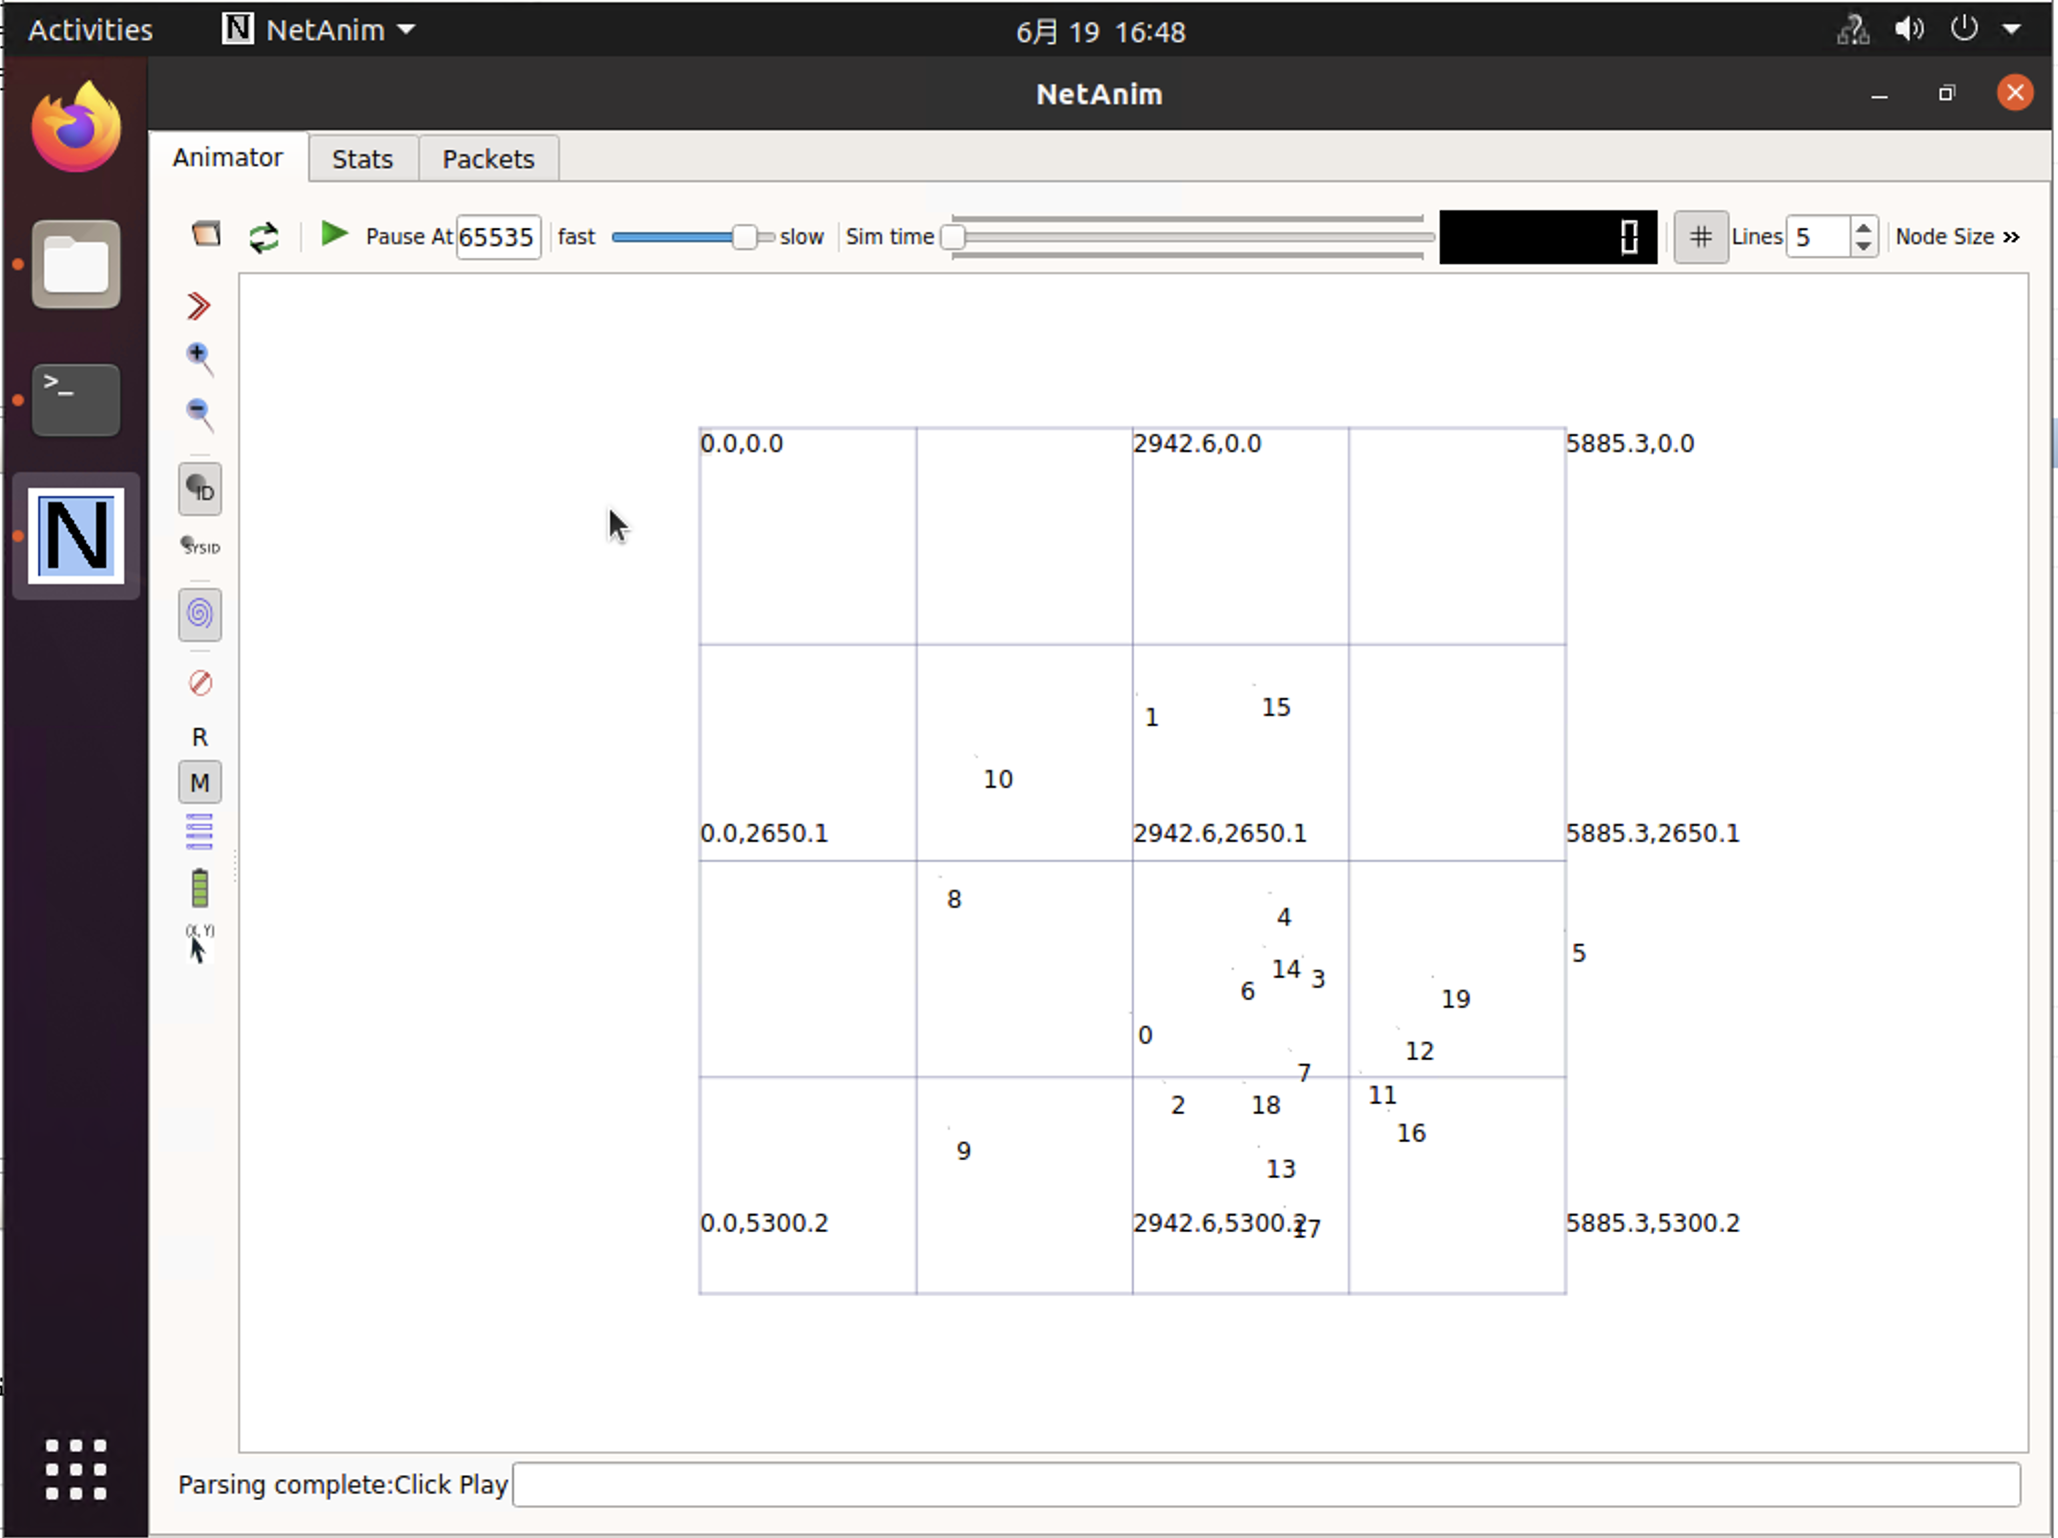 Activities NetAnim 6月 19 16:48
NetAnim
Animator Stats Packets
Pause At 65535 fast slow Sim time 0 # Lines 5 Node Size »
ID
SYSID
R
M
(X, Y)
>_
N
0.0,0.0 2942.6,0.0 5885.3,0.0
1 15
10
0.0,2650.1 2942.6,2650.1 5885.3,2650.1
8
4
5
14 3
6 19
0
12
7
11
2 18
16
9
13
0.0,5300.2 2942.6,5300.2 17 5885.3,5300.2
Parsing complete:Click Play